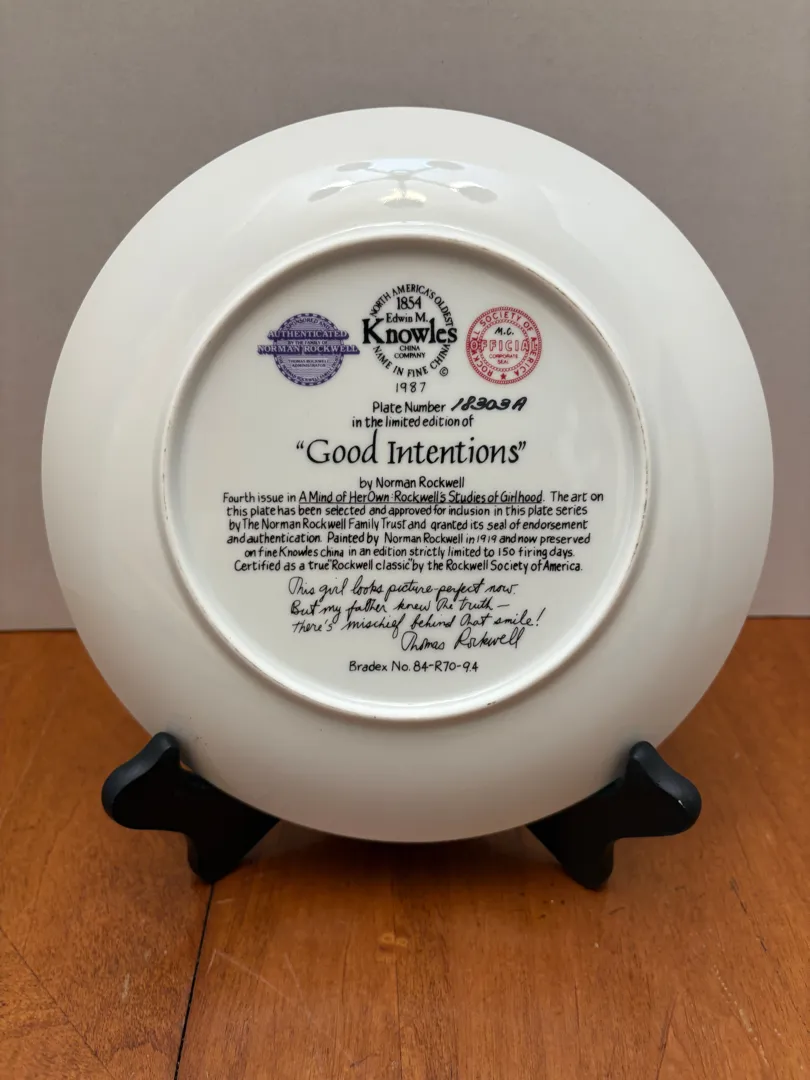 AUTHENTICATED
BY THE FAMILY OF
NORMAN ROCKWELL
THOMAS ROCKWELL
ADMINISTRATOR
NORTH AMERICA'S OLDEST
1854
Edwin M.
Knowles
CHINA
COMPANY
NAME IN FINE CHINA
©
1987
ROCKWELL SOCIETY OF AMERICA
M.C.
OFFICIAL
CORPORATE
SEAL
Plate Number 18303A
in the limited edition of
"Good Intentions"
by Norman Rockwell
Fourth issue in A Mind of Her Own: Rockwell's Studies of Girlhood. The art on
this plate has been selected and approved for inclusion in this plate series
by The Norman Rockwell Family Trust and granted its seal of endorsement
and authentication. Painted by Norman Rockwell in 1919 and now preserved
on fine Knowles china in an edition strictly limited to 150 firing days.
Certified as a true "Rockwell classic" by the Rockwell Society of America.
This girl looks picture-perfect now.
But my father knew the truth —
there's mischief behind that smile!
Thomas Rockwell
Bradex No. 84-R70-9.4